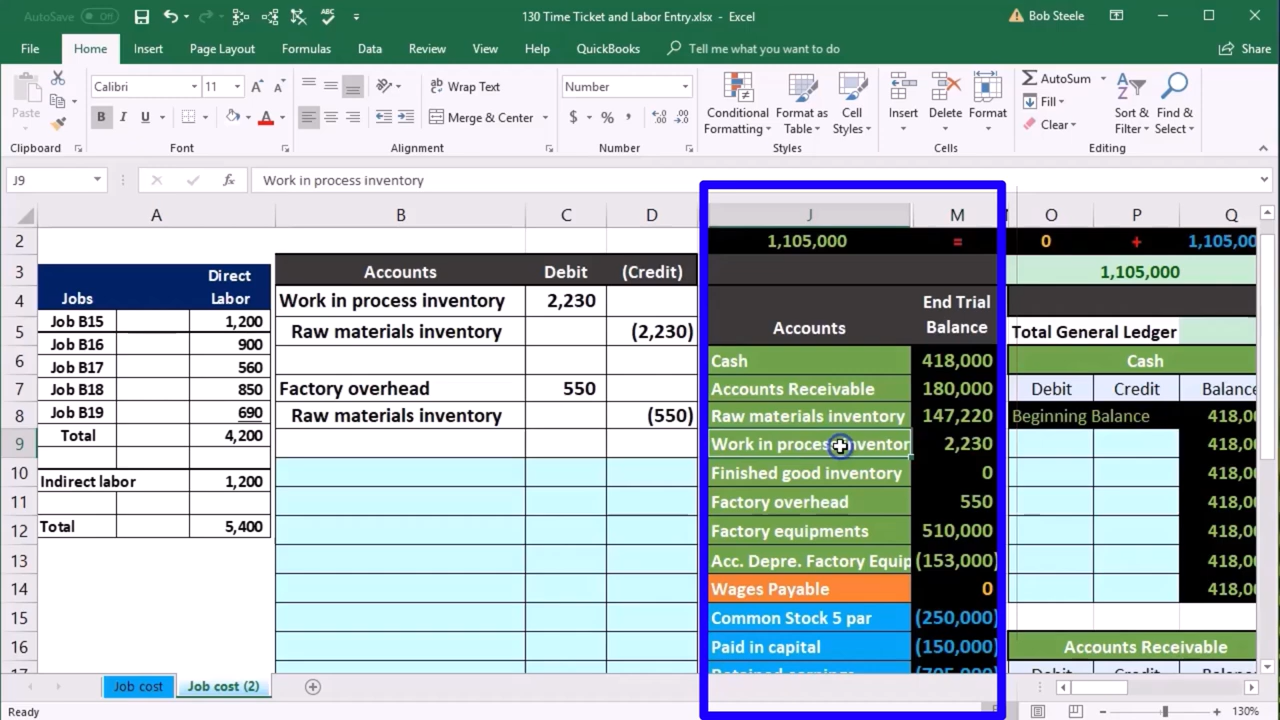 AutoSave Off 130 Time Ticket and Labor Entry.xlsx - Excel Bob Steele
File Home Insert Page Layout Formulas Data Review View Help QuickBooks Tell me what you want to do Share
Paste
Calibri 11
B I U
Wrap Text
Merge & Center
Number
$ % ,
Conditional Formatting
Format as Table
Cell Styles
Insert Delete Format
AutoSum
Fill
Clear
Sort & Filter
Find & Select
Clipboard Font Alignment Number Styles Cells Editing
J9 fx Work in process inventory
A B C D J M O P Q
2 1,105,000 = 0 + 1,105,00
3 Direct Accounts Debit (Credit) 1,105,000
4 Jobs Labor Work in process inventory 2,230 End Trial
5 Job B15 1,200 Raw materials inventory (2,230) Accounts Balance Total General Ledger
6 Job B16 900 Cash 418,000 Cash
Job B17 560
7 Job B18 850 Factory overhead 550 Accounts Receivable 180,000 Debit Credit Balance
8 Job B19 690 Raw materials inventory (550) Raw materials inventory 147,220 Beginning Balance 418,0
9 Total 4,200 Work in process inventor 2,230 418,0
10 Indirect labor 1,200 Finished good inventory 0 418,0
11 Factory overhead 550 418,0
12 Total 5,400 Factory equipments 510,000 418,0
13 Acc. Depre. Factory Equip (153,000) 418,0
14 Wages Payable 0 418,0
15 Common Stock 5 par (250,000)
16 Paid in capital (150,000) Accounts Receivable
17 Retained earnings (705,000) Debit Credit Balance
Job cost Job cost (2)
Ready 130%